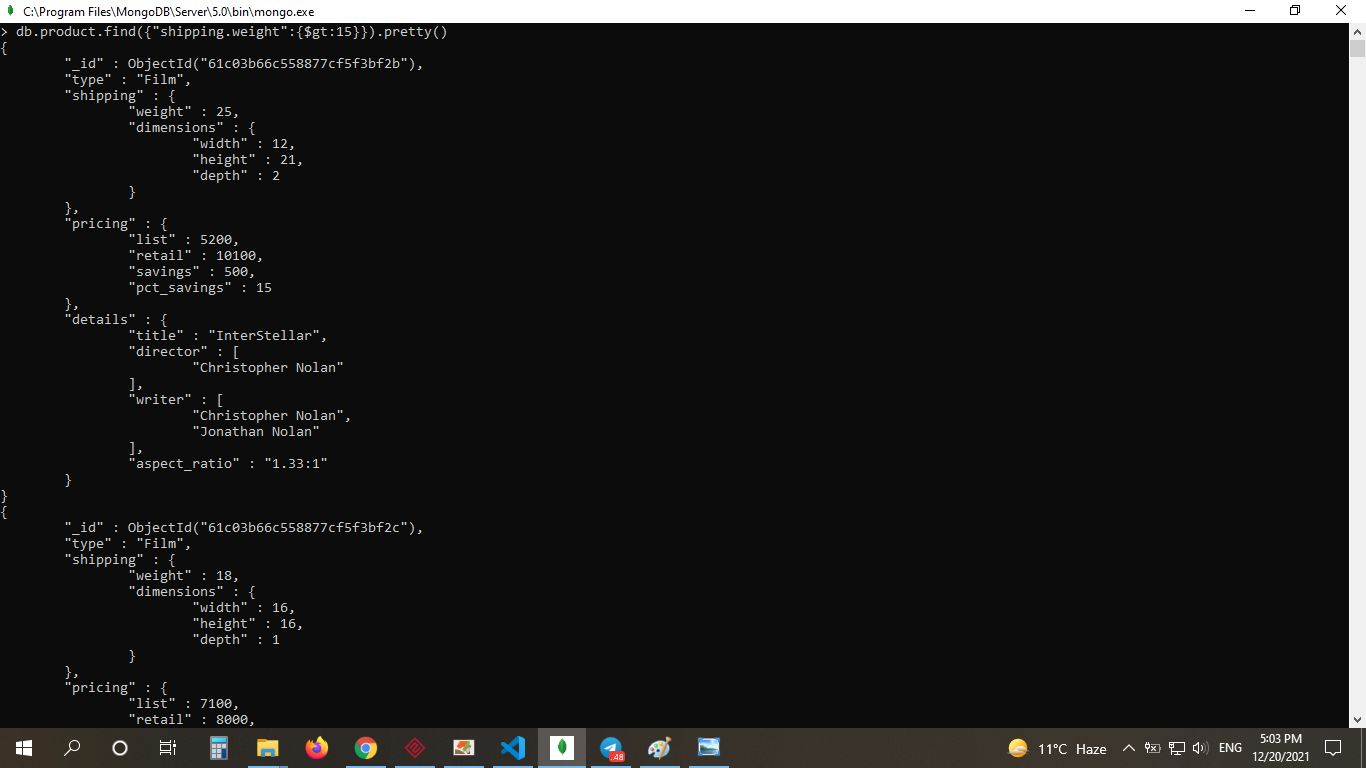 C:\Program Files\MongoDB\Server\5.0\bin\mongo.exe
> db.product.find({"shipping.weight":{$gt:15}}).pretty()
{
        "_id" : ObjectId("61c03b66c558877cf5f3bf2b"),
        "type" : "Film",
        "shipping" : {
                "weight" : 25,
                "dimensions" : {
                        "width" : 12,
                        "height" : 21,
                        "depth" : 2
                }
        },
        "pricing" : {
                "list" : 5200,
                "retail" : 10100,
                "savings" : 500,
                "pct_savings" : 15
        },
        "details" : {
                "title" : "InterStellar",
                "director" : [
                        "Christopher Nolan"
                ],
                "writer" : [
                        "Christopher Nolan",
                        "Jonathan Nolan"
                ],
                "aspect_ratio" : "1.33:1"
        }
}
{
        "_id" : ObjectId("61c03b66c558877cf5f3bf2c"),
        "type" : "Film",
        "shipping" : {
                "weight" : 18,
                "dimensions" : {
                        "width" : 16,
                        "height" : 16,
                        "depth" : 1
                }
        },
        "pricing" : {
                "list" : 7100,
                "retail" : 8000,
48
11°C Haze
ENG
5:03 PM
12/20/2021